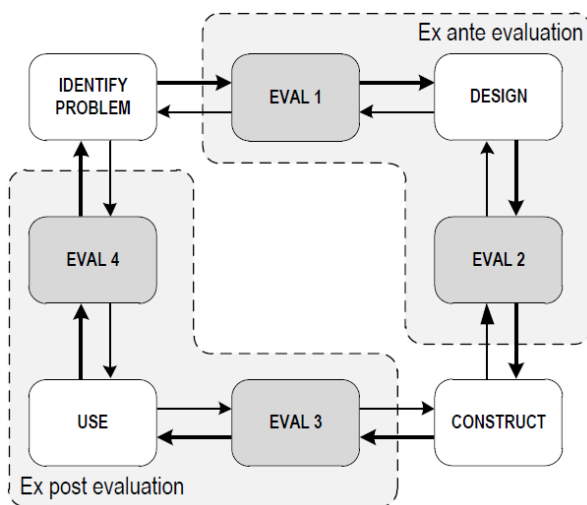 Ex ante evaluation
IDENTIFY
PROBLEM
EVAL 1
DESIGN
EVAL 4
EVAL 2
USE
EVAL 3
CONSTRUCT
Ex post evaluation